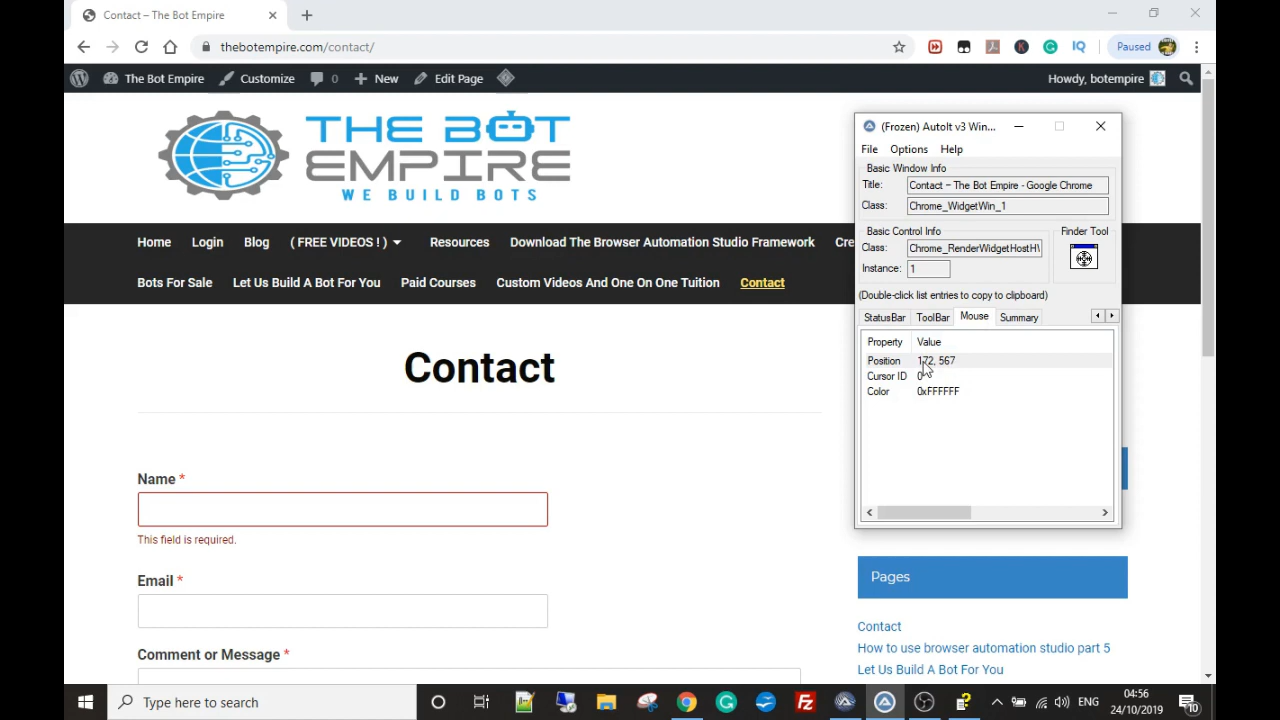 Contact – The Bot Empire
thebotempire.com/contact/
IQ
Paused
The Bot Empire
Customize
0
New
Edit Page
Howdy, botempire
THE BOT
EMPIRE
WE BUILD BOTS
Home
Login
Blog
( FREE VIDEOS ! )
Resources
Download The Browser Automation Studio Framework
Cre
Bots For Sale
Let Us Build A Bot For You
Paid Courses
Custom Videos And One On One Tuition
Contact
(Frozen) AutoIt v3 Win...
File
Options
Help
Basic Window Info
Title:
Contact – The Bot Empire - Google Chrome
Class:
Chrome_WidgetWin_1
Basic Control Info
Finder Tool
Class:
Chrome_RenderWidgetHostH
Instance:
1
(Double-click list entries to copy to clipboard)
StatusBar
ToolBar
Mouse
Summary
Property
Value
Position
172, 567
Cursor ID
0
Color
0xFFFFFF
Contact
Name *
This field is required.
Email *
Comment or Message *
Pages
Contact
How to use browser automation studio part 5
Let Us Build A Bot For You
Type here to search
ENG
04:56
24/10/2019
10